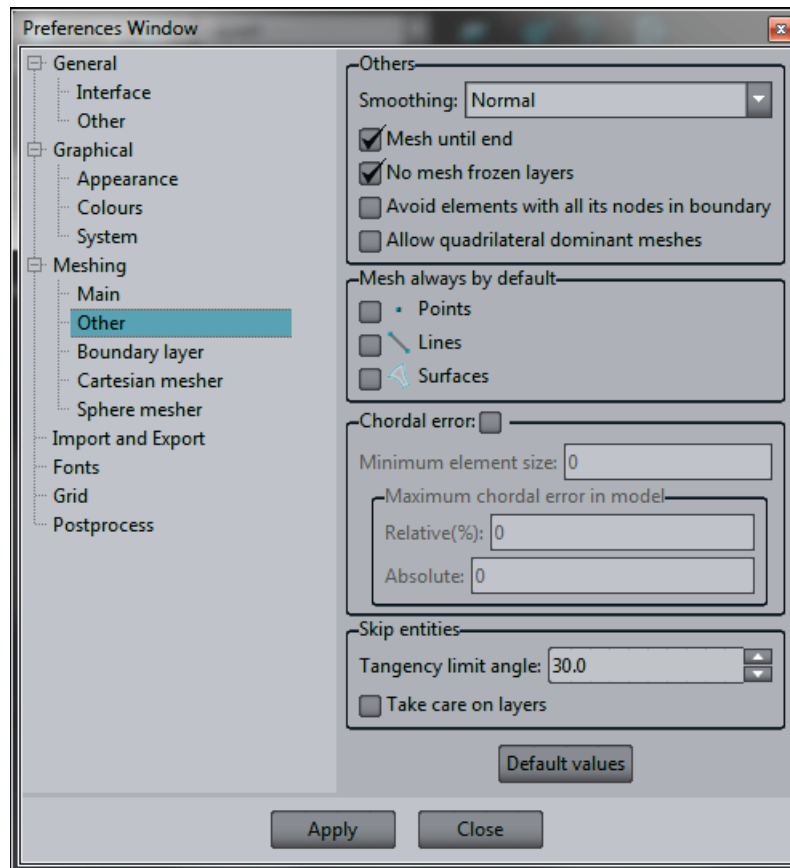 Preferences Window
General
Interface
Other
Graphical
Appearance
Colours
System
Meshing
Main
Other
Boundary layer
Cartesian mesher
Sphere mesher
Import and Export
Fonts
Grid
Postprocess
Others
Smoothing: Normal
Mesh until end
No mesh frozen layers
Avoid elements with all its nodes in boundary
Allow quadrilateral dominant meshes
Mesh always by default
Points
Lines
Surfaces
Chordal error:
Minimum element size: 0
Maximum chordal error in model
Relative(%): 0
Absolute: 0
Skip entities
Tangency limit angle: 30.0
Take care on layers
Default values
Apply Close